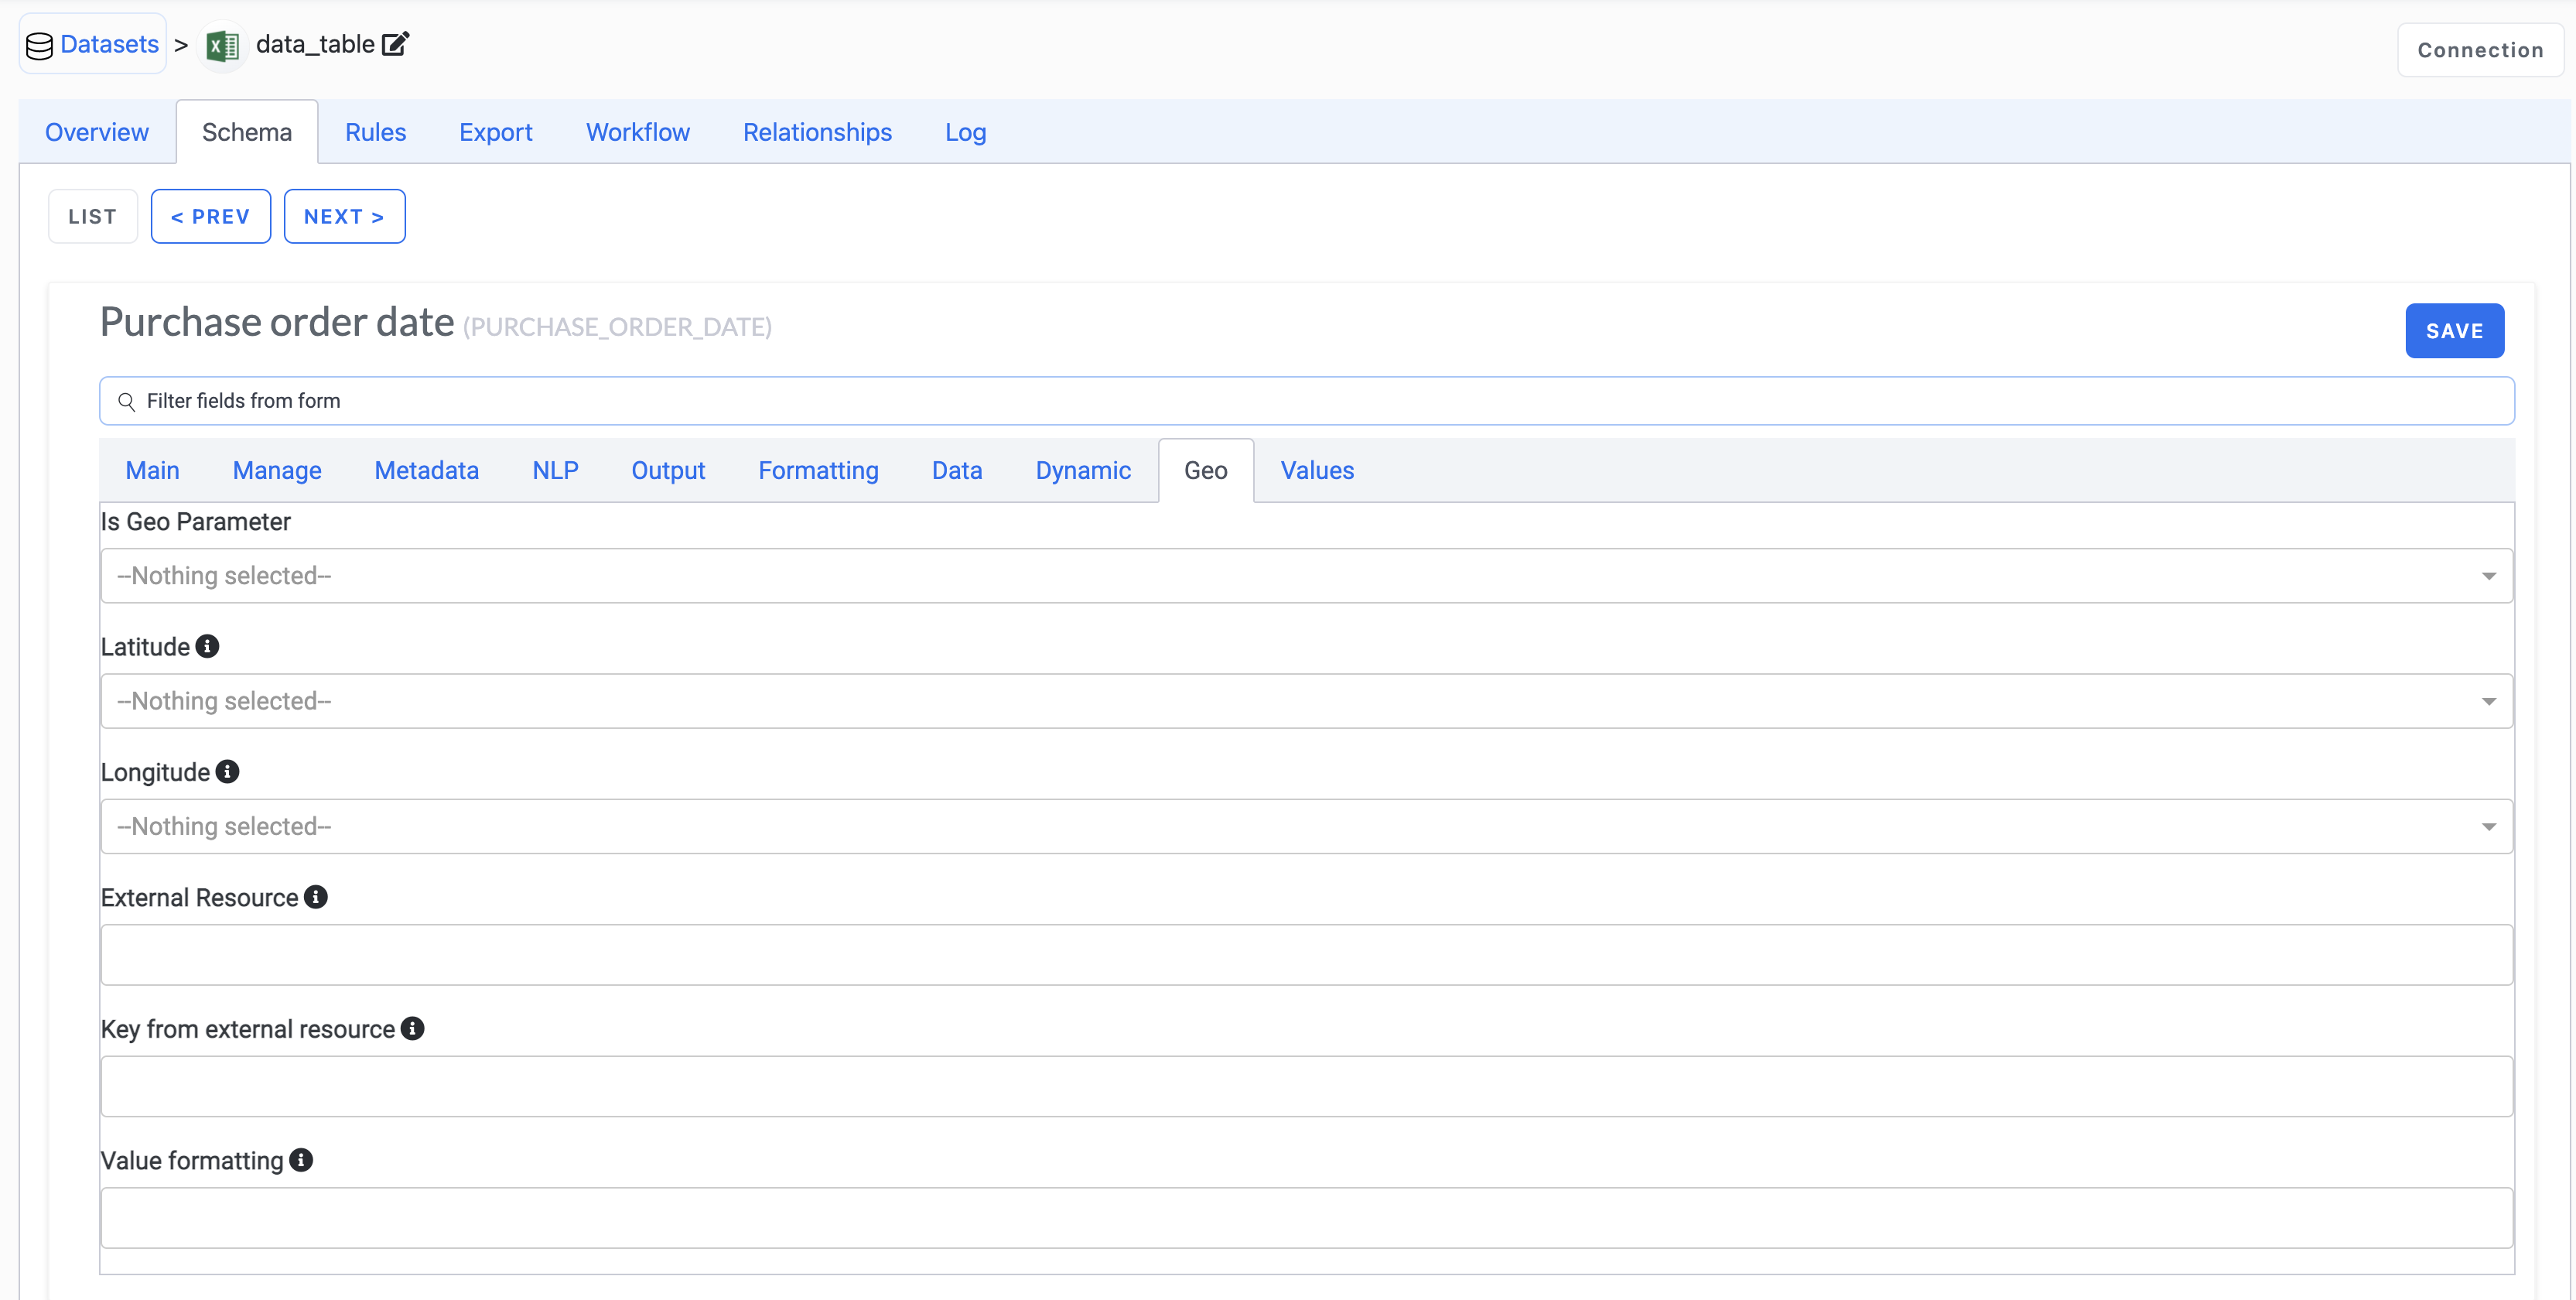 Datasets > data_table
Connection
Overview Schema Rules Export Workflow Relationships Log
LIST < PREV NEXT >
Purchase order date (PURCHASE_ORDER_DATE)
SAVE
Filter fields from form
Main Manage Metadata NLP Output Formatting Data Dynamic Geo Values
Is Geo Parameter
--Nothing selected--
Latitude
--Nothing selected--
Longitude
--Nothing selected--
External Resource
Key from external resource
Value formatting